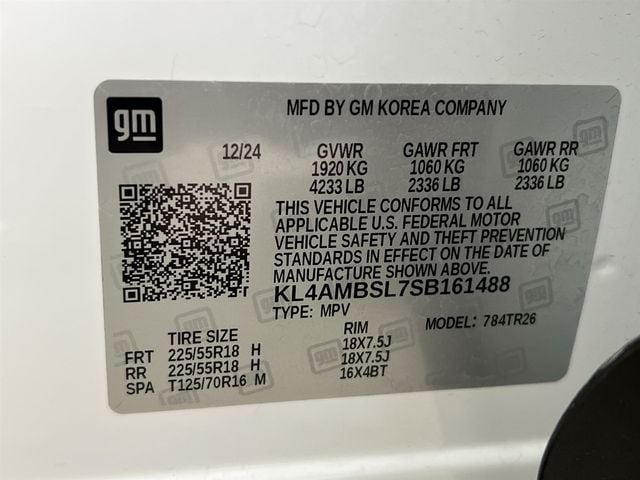 gm
MFD BY GM KOREA COMPANY
12/24 GVWR GAWR FRT GAWR RR
1920 KG 1060 KG 1060 KG
4233 LB 2336 LB 2336 LB
THIS VEHICLE CONFORMS TO ALL
APPLICABLE U.S. FEDERAL MOTOR
VEHICLE SAFETY AND THEFT PREVENTION
STANDARDS IN EFFECT ON THE DATE OF
MANUFACTURE SHOWN ABOVE.
KL4AMBSL7SB161488
TYPE: MPV MODEL: 784TR26
TIRE SIZE RIM
FRT 225/55R18 H 18X7.5J
RR 225/55R18 H 18X7.5J
SPA T125/70R16 M 16X4BT